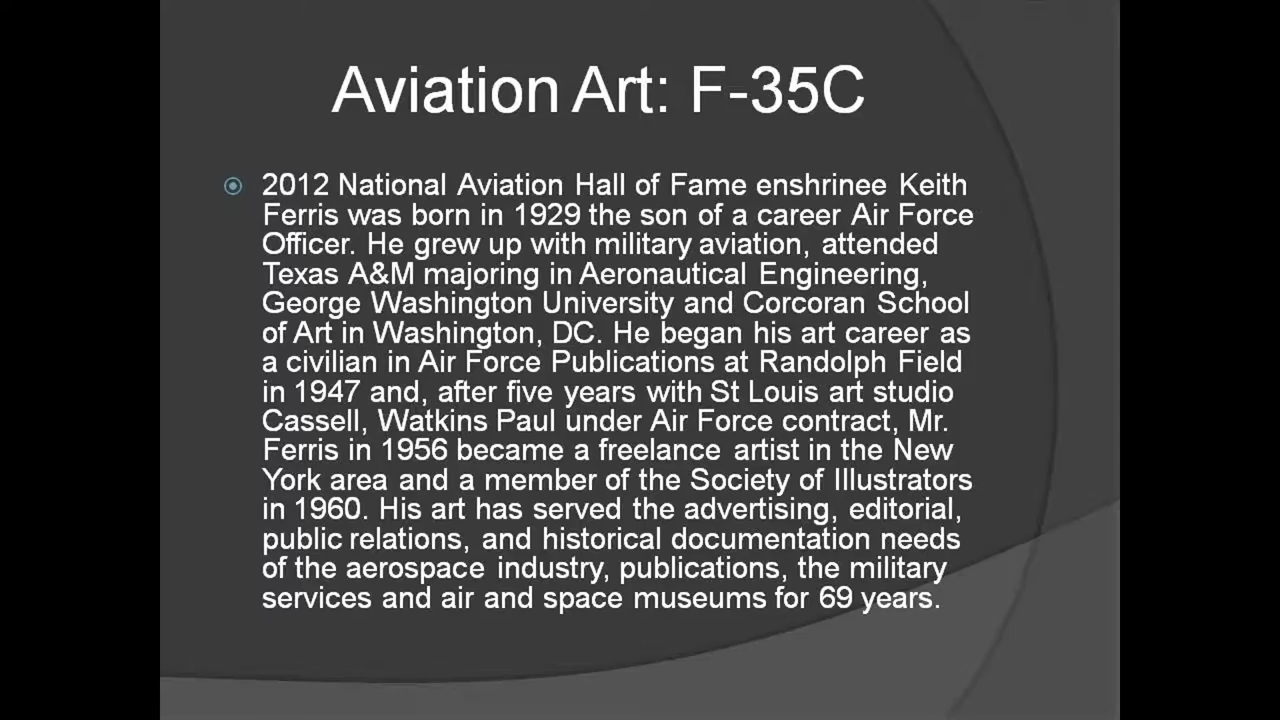 Aviation Art: F-35C
2012 National Aviation Hall of Fame enshrinee Keith
Ferris was born in 1929 the son of a career Air Force
Officer. He grew up with military aviation, attended
Texas A&M majoring in Aeronautical Engineering,
George Washington University and Corcoran School
of Art in Washington, DC. He began his art career as
a civilian in Air Force Publications at Randolph Field
in 1947 and, after five years with St Louis art studio
Cassell, Watkins Paul under Air Force contract, Mr.
Ferris in 1956 became a freelance artist in the New
York area and a member of the Society of Illustrators
in 1960. His art has served the advertising, editorial,
public relations, and historical documentation needs
of the aerospace industry, publications, the military
services and air and space museums for 69 years.